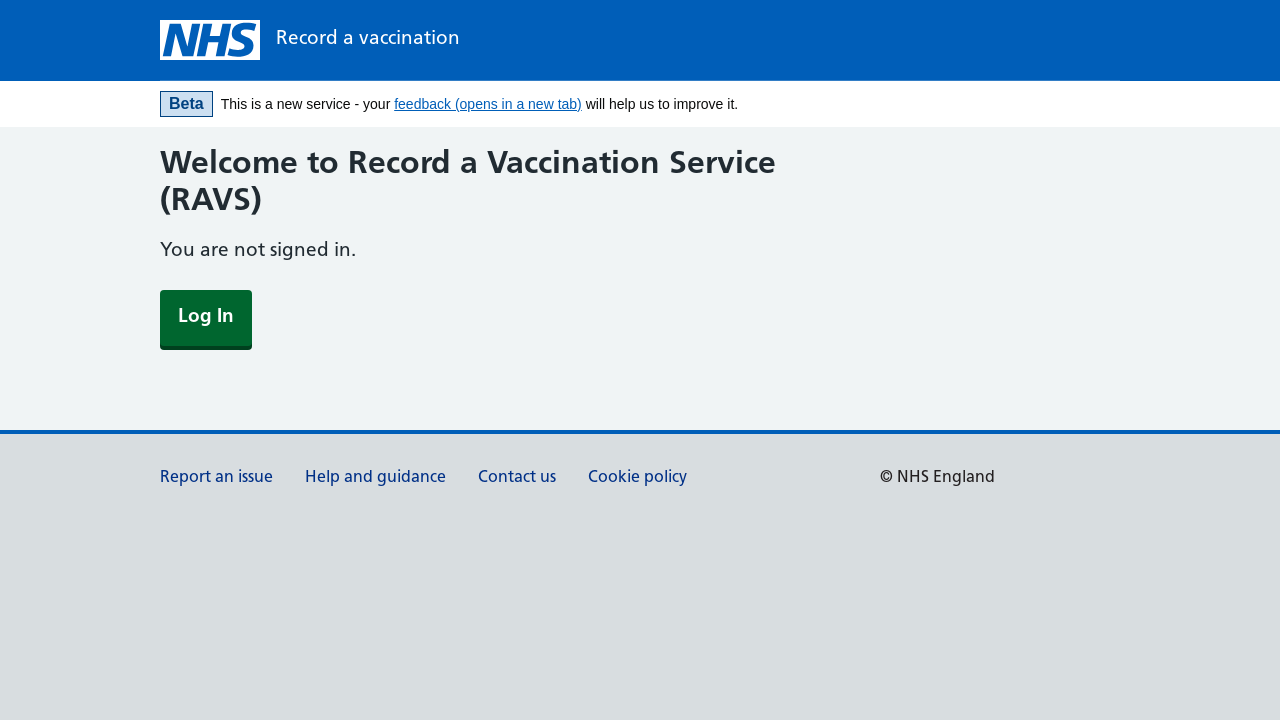 NHS Record a vaccination
Beta This is a new service - your feedback (opens in a new tab) will help us to improve it.
Welcome to Record a Vaccination Service
(RAVS)
You are not signed in.
Log In
Report an issue Help and guidance Contact us Cookie policy © NHS England